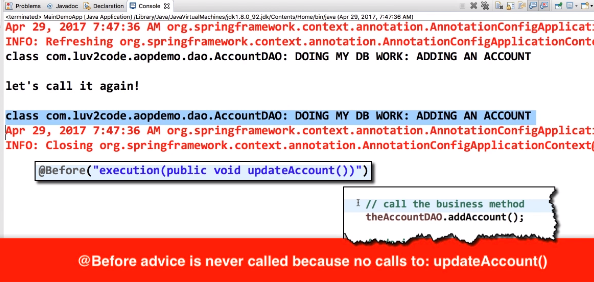 Problems @ Javadoc Declaration Console
<terminated> MainDemoApp [Java Application] /Library/Java/JavaVirtualMachines/jdk1.8.0_92.jdk/Contents/Home/bin/java (Apr 29, 2017, 7:47:36 AM)
Apr 29, 2017 7:47:36 AM org.springframework.context.annotation.AnnotationConfigApplicati
INFO: Refreshing org.springframework.context.annotation.AnnotationConfigApplicationConte
class com.luv2code.aopdemo.dao.AccountDAO: DOING MY DB WORK: ADDING AN ACCOUNT
let's call it again!
class com.luv2code.aopdemo.dao.AccountDAO: DOING MY DB WORK: ADDING AN ACCOUNT
Apr 29, 2017 7:47:36 AM org.springframework.context.annotation.AnnotationConfigApplicati
INFO: Closing org.springframework.context.annotation.AnnotationConfigApplicationContext@
@Before("execution(public void updateAccount())")
// call the business method
theAccountDAO.addAccount();
@Before advice is never called because no calls to: updateAccount()